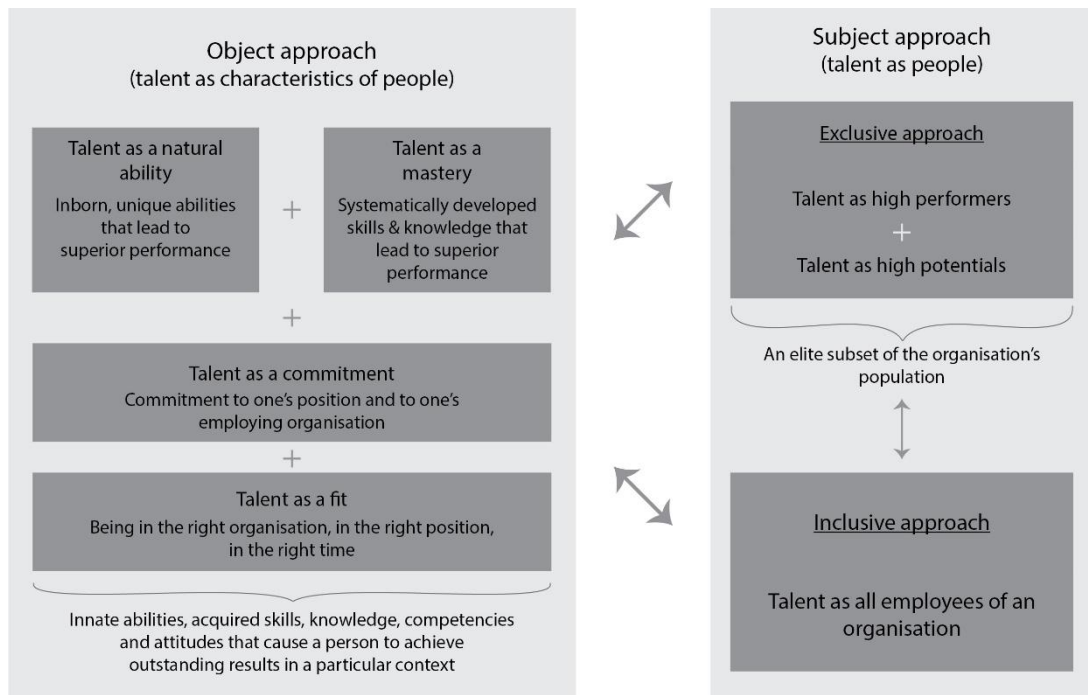 Object approach
(talent as characteristics of people)
Talent as a natural
ability
Inborn, unique abilities
that lead to
superior performance
+
Talent as a
mastery
Systematically developed
skills & knowledge that
lead to superior
performance
+
Talent as a commitment
Commitment to one's position and to one's
employing organisation
+
Talent as a fit
Being in the right organisation, in the right position,
in the right time
Innate abilities, acquired skills, knowledge, competencies
and attitudes that cause a person to achieve
outstanding results in a particular context
Subject approach
(talent as people)
Exclusive approach
Talent as high performers
+
Talent as high potentials
An elite subset of the organisation's
population
Inclusive approach
Talent as all employees of an
organisation